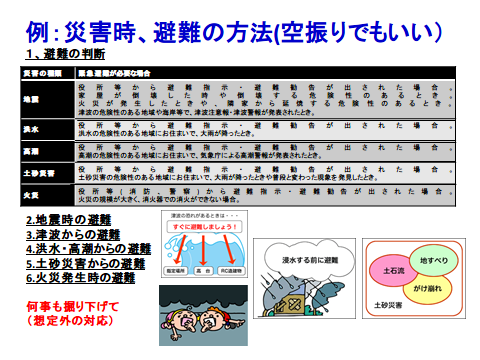 例：災害時、避難の方法(空振りでもいい）
１、避難の判断
災害の種類 緊急避難が必要な場合
地震 役所等から避難指示・避難勧告が出された場合。
家屋が倒壊した時や倒壊する危険性のあるとき。
火災が発生したときや、隣家から延焼する危険性のあるとき。
津波の危険性のある地域や海岸等で、津波注意報・津波警報が発表されたとき。
洪水 役所等から避難指示・避難勧告が出された場合。
洪水の危険性のある地域にお住まいで、大雨が降ったとき。
高潮 役所等から避難指示・避難勧告が出された場合。
高潮の危険性のある地域にお住まいで、気象庁による高潮警報が発表されたとき。
土砂災害 役所等から避難指示・避難勧告が出された場合。
土砂災害の危険性のある地域にお住まいで、大雨が降ったときや普段と変わった現象を発見したとき。
火災 役所等(消防、警察)から避難指示・避難勧告が出された場合。
火災の規模が大きく、消火器での消火ができない場合。
2.地震時の避難
3.津波からの避難
4.洪水・高潮からの避難
5.土砂災害からの避難
6.火災発生時の避難
何事も掘り下げて
（想定外の対応）
津波の恐れがあるときは・・・
すぐに避難しましょう！
指定場所 高台 RC造建物
浸水する前に避難
地すべり
土石流
がけ崩れ
土砂災害